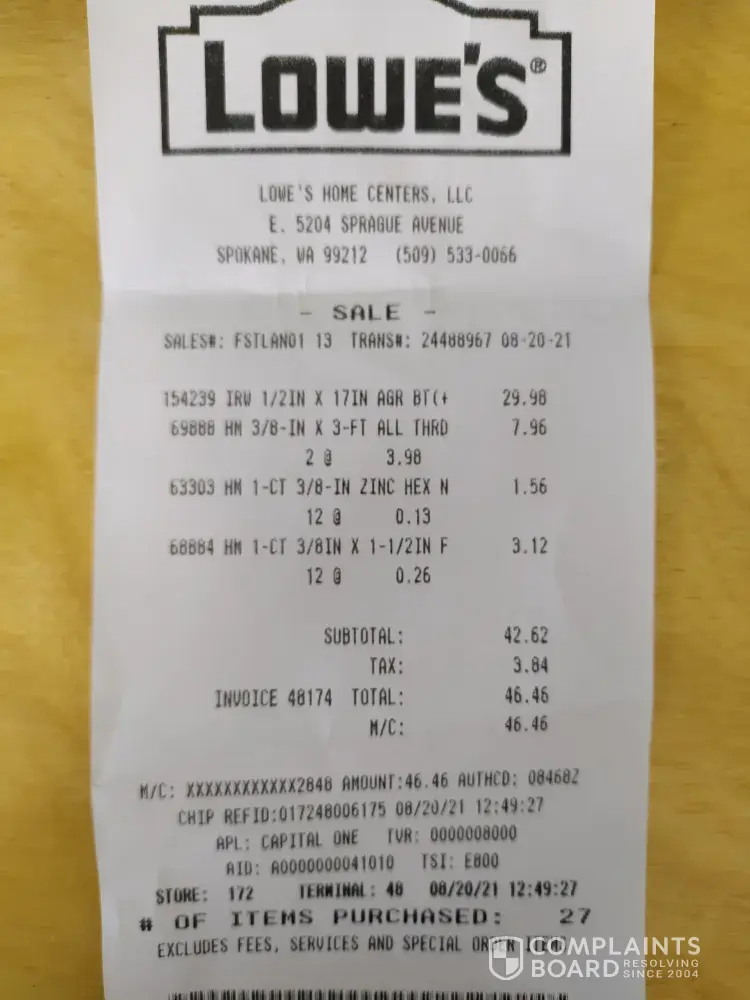 LOWE'S®
LOWE'S HOME CENTERS, LLC
E. 5204 SPRAGUE AVENUE
SPOKANE, WA 99212 (509) 533-0066
- SALE -
SALES#: FSTLAN01 13 TRANS#: 24488967 08-20-21
154239 IRW 1/2IN X 17IN AGR BT(+ 29.98
69888 HM 3/8-IN X 3-FT ALL THRD 7.96
2 @ 3.98
63303 HM 1-CT 3/8-IN ZINC HEX N 1.56
12 @ 0.13
68884 HM 1-CT 3/8IN X 1-1/2IN F 3.12
12 @ 0.26
SUBTOTAL: 42.62
TAX: 3.84
INVOICE 48174 TOTAL: 46.46
M/C: 46.46
M/C: XXXXXXXXXXXX2848 AMOUNT:46.46 AUTHCD: 08468Z
CHIP REFID:017248006175 08/20/21 12:49:27
APL: CAPITAL ONE TVR: 0000008000
AID: A0000000041010 TSI: E800
STORE: 172 TERMINAL: 48 08/20/21 12:49:27
# OF ITEMS PURCHASED: 27
EXCLUDES FEES, SERVICES AND SPECIAL ORDER ITEMS
COMPLAINTS
BOARD RESOLVING
SINCE 2004